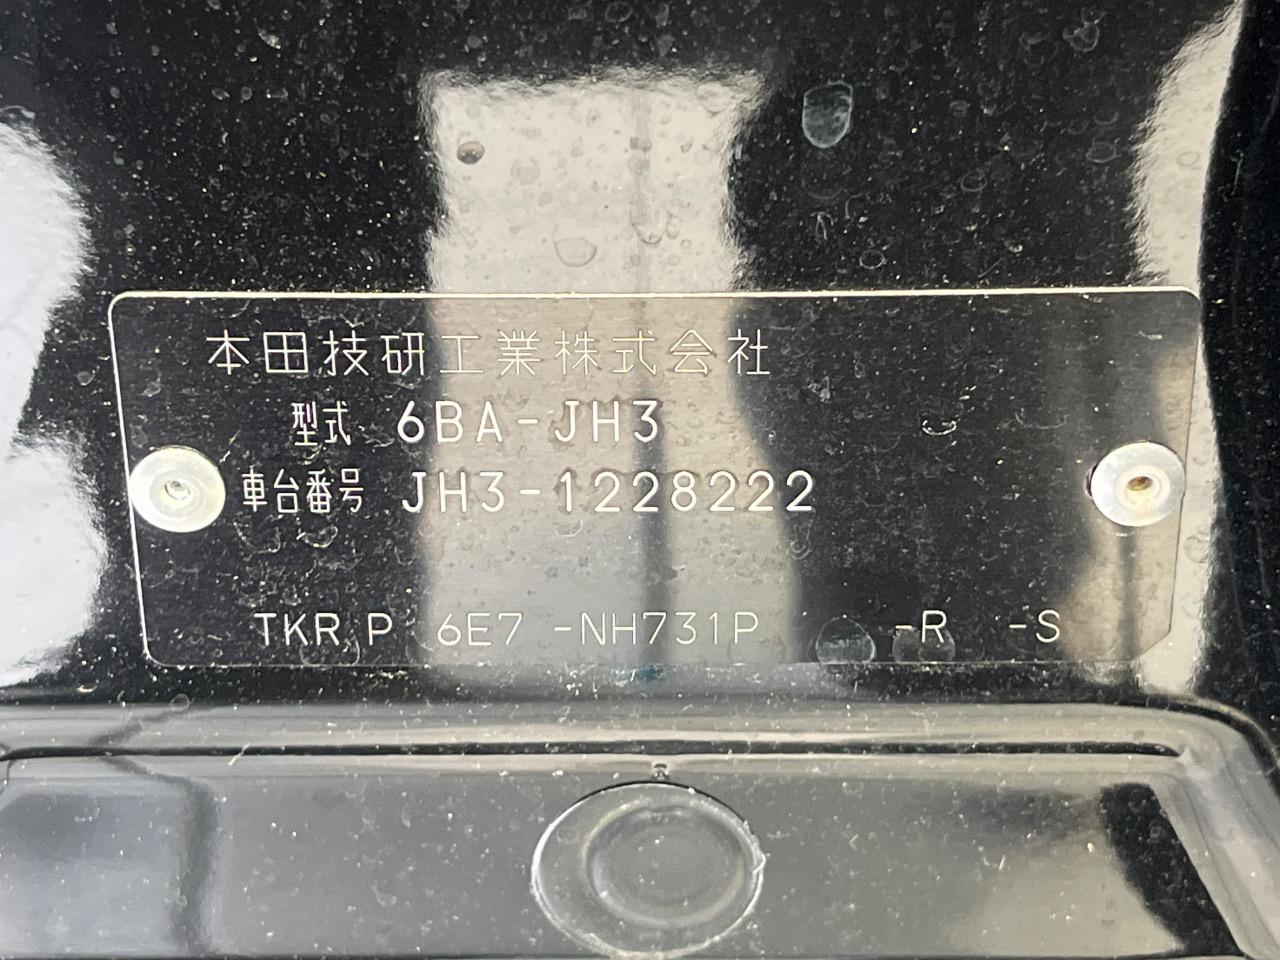 本田技研工業株式会社
型式 6BA-JH3
車台番号 JH3-1228222
TKR P 6E7 -NH731P -R -S